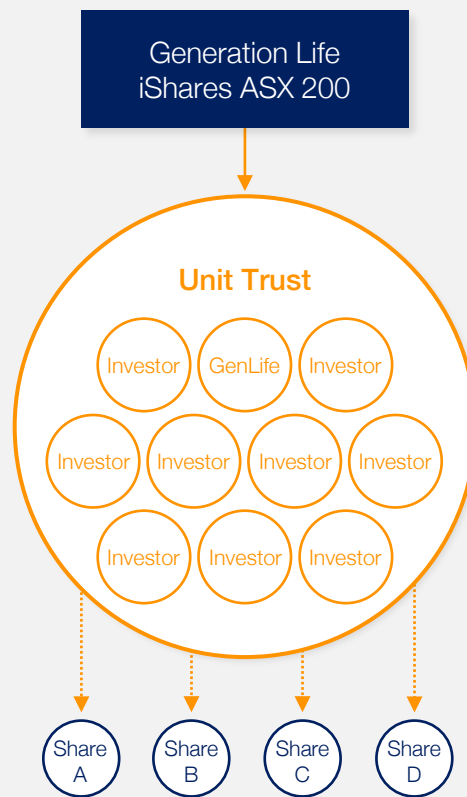 Generation Life
iShares ASX 200
Unit Trust
Investor
GenLife
Investor
Investor
Investor
Investor
Investor
Investor
Investor
Investor
Share
A
Share
B
Share
C
Share
D